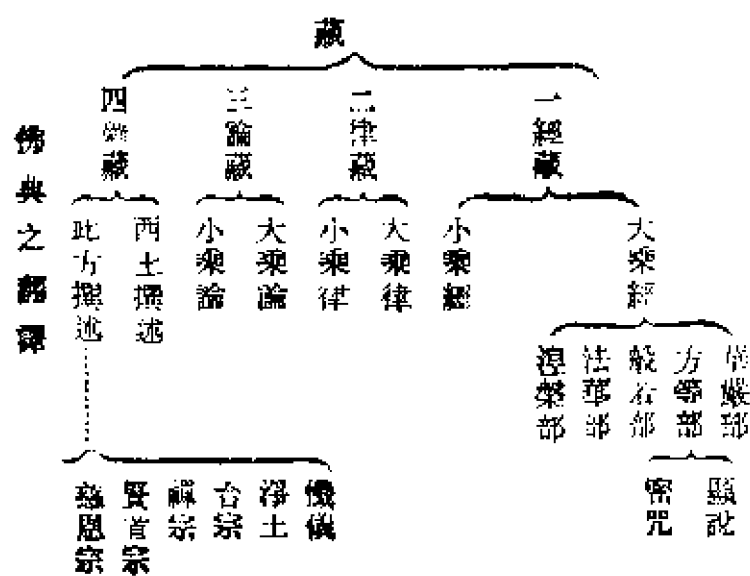 藏
一經藏
二律藏
三論藏
四雜藏
大乘經
小乘經
大乘律
小乘律
大乘論
小乘論
西土撰述
此方撰述
華嚴部
方等部
般若部
法華部
涅槃部
顯說
密咒
懺儀
淨土
台宗
禪宗
賢首宗
慈恩宗
佛典之翻譯